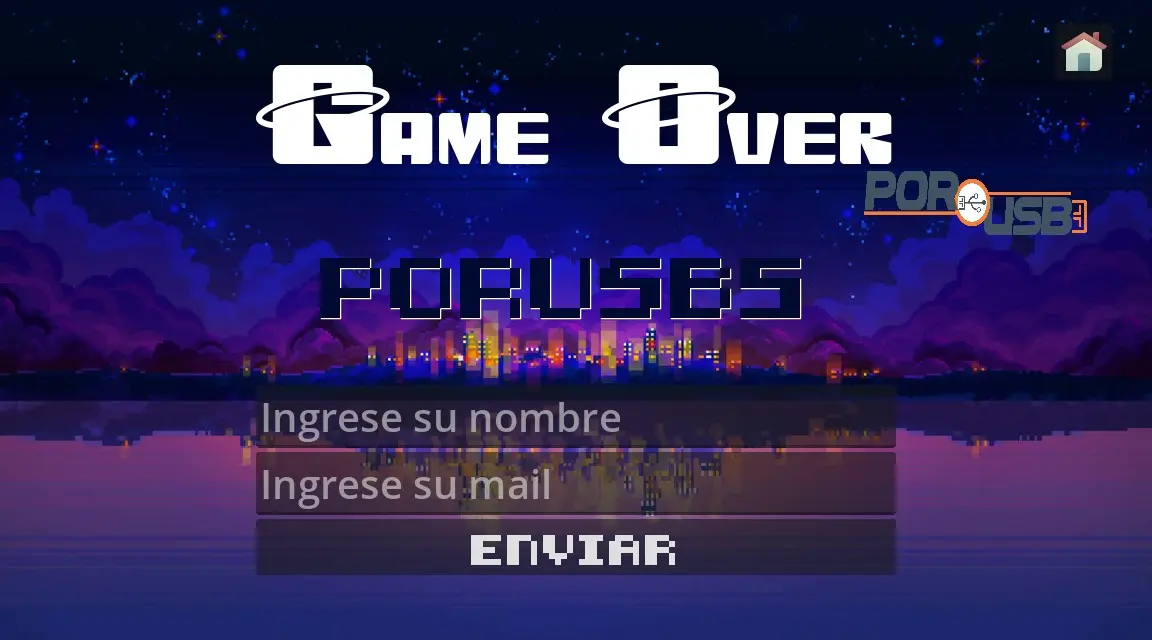 GAME OVER
POR USB
PORUSBS
Ingrese su nombre
Ingrese su mail
ENVIAR